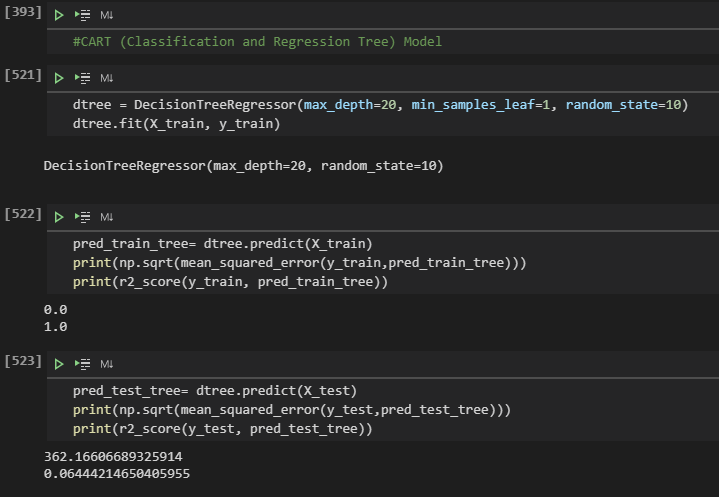 [393]
M↓
#CART (Classification and Regression Tree) Model
[521]
M↓
dtree = DecisionTreeRegressor(max_depth=20, min_samples_leaf=1, random_state=10)
dtree.fit(X_train, y_train)
DecisionTreeRegressor(max_depth=20, random_state=10)
[522]
M↓
pred_train_tree= dtree.predict(X_train)
print(np.sqrt(mean_squared_error(y_train,pred_train_tree)))
print(r2_score(y_train, pred_train_tree))
0.0
1.0
[523]
M↓
pred_test_tree= dtree.predict(X_test)
print(np.sqrt(mean_squared_error(y_test,pred_test_tree)))
print(r2_score(y_test, pred_test_tree))
362.16606689325914
0.06444214650405955